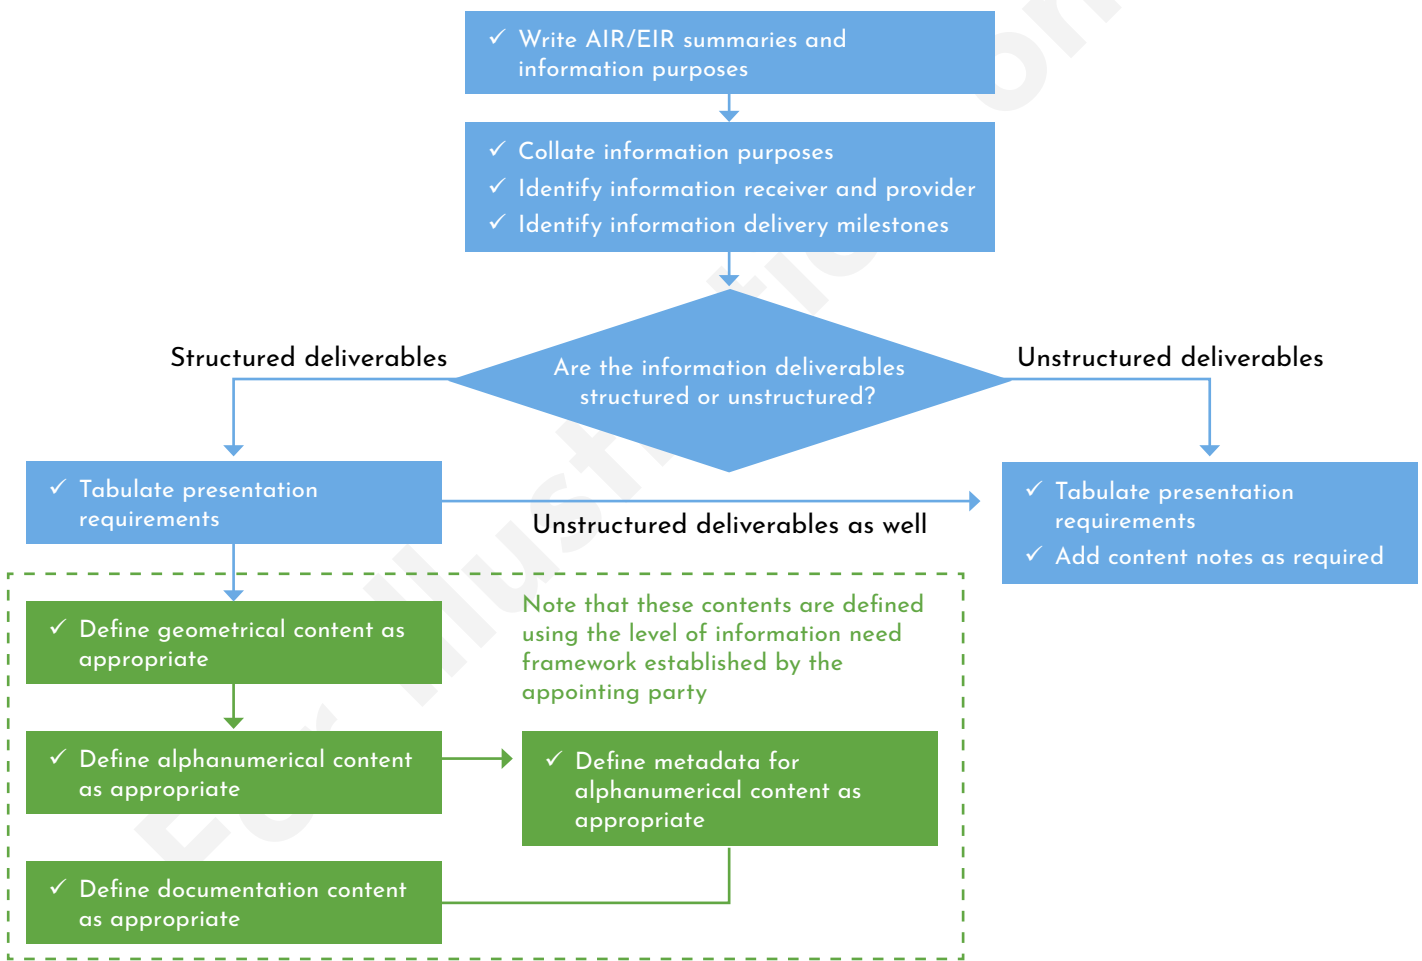 ✓ Write AIR/EIR summaries and
information purposes
✓ Collate information purposes
✓ Identify information receiver and provider
✓ Identify information delivery milestones
Are the information deliverables
structured or unstructured?
Structured deliverables
Unstructured deliverables
✓ Tabulate presentation
requirements
Unstructured deliverables as well
✓ Tabulate presentation
requirements
✓ Add content notes as required
✓ Define geometrical content as
appropriate
Note that these contents are defined
using the level of information need
framework established by the
appointing party
✓ Define alphanumerical content
as appropriate
✓ Define metadata for
alphanumerical content as
appropriate
✓ Define documentation content
as appropriate